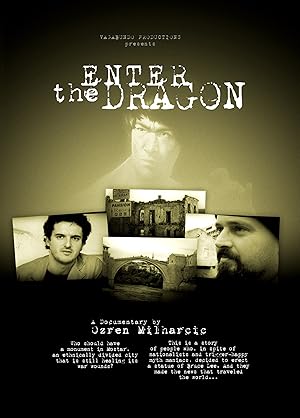 VAGABUNDO PRODUCTIONS
presents
ENTER
the DRAGON
A Documentary by
Ozren Milharčic
Who should have
a monument in Mostar,
an ethnically divided city
that is still healing its
war wounds?
This is a story
of people who, in spite of
nationalists and trigger-happy
myth maniacs, decided to erect
a statue of Bruce Lee. And they
made the news that traveled
the world...